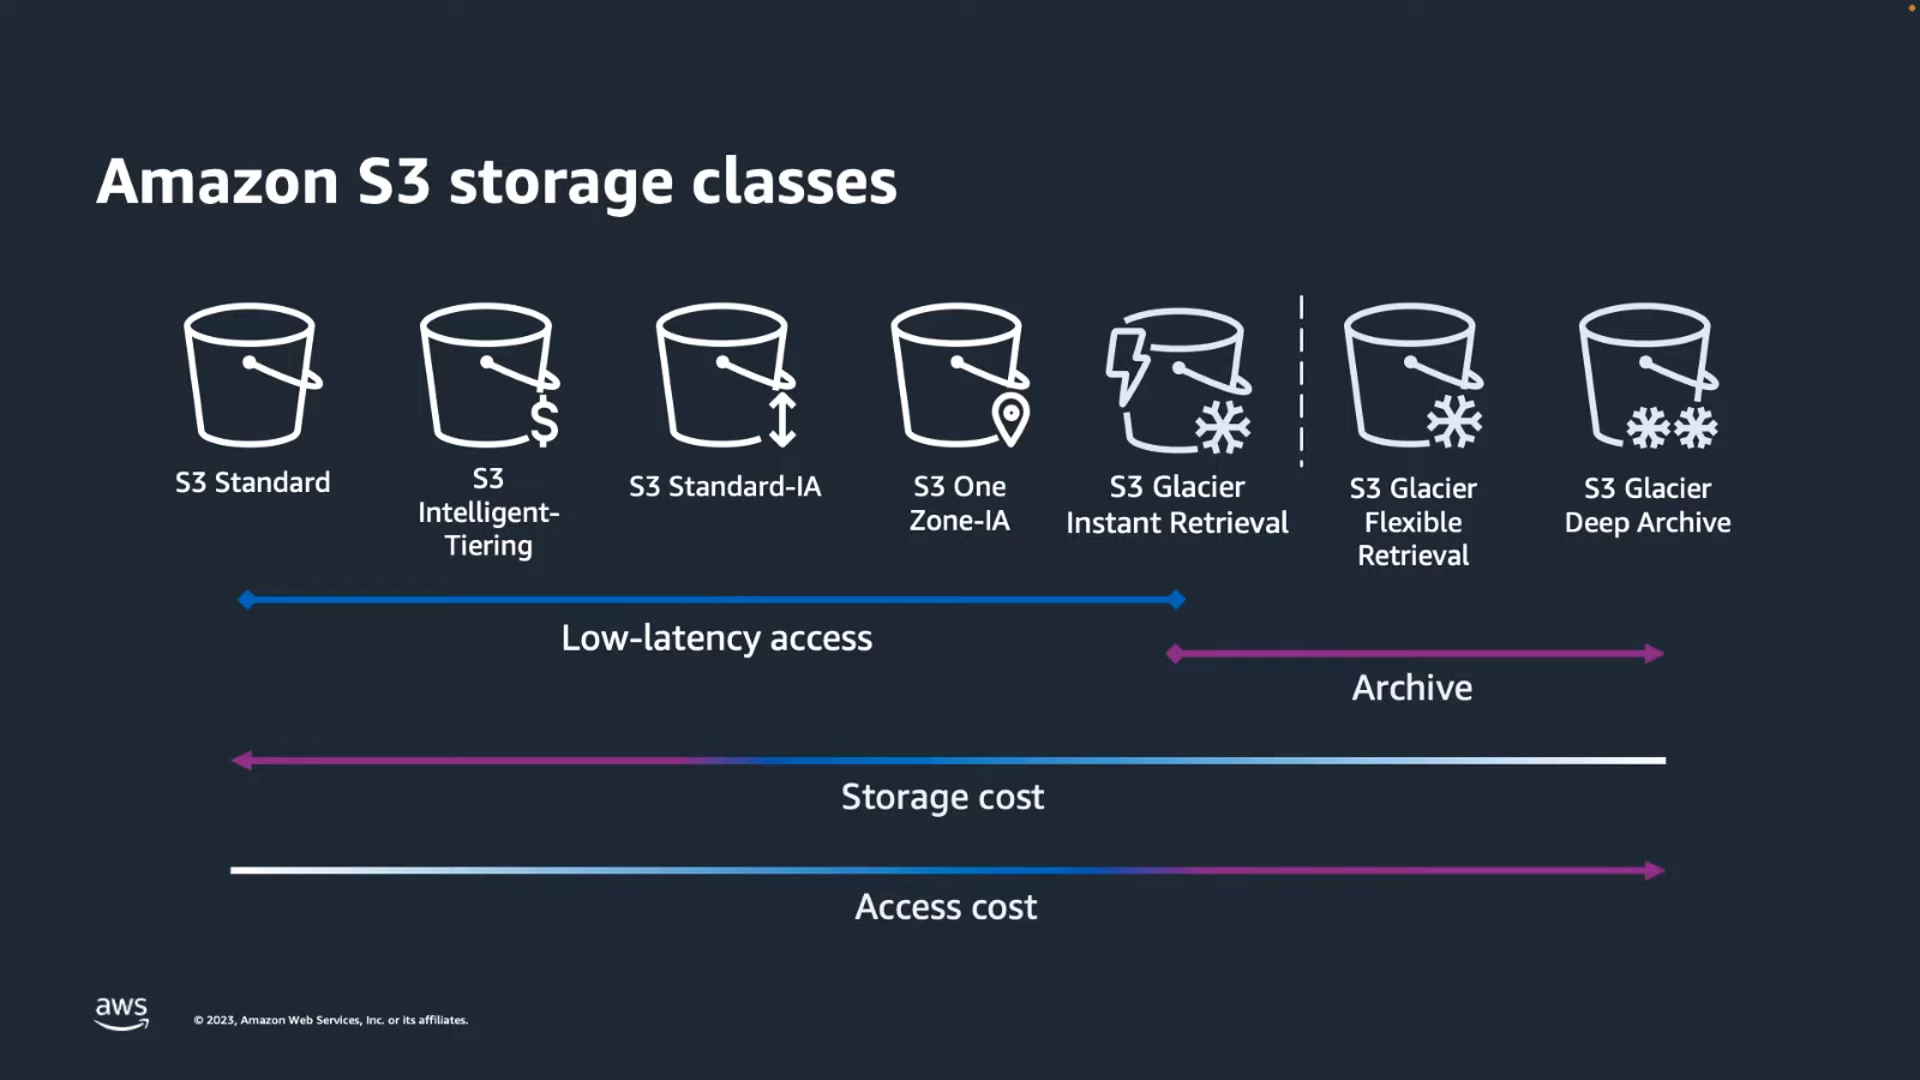 Amazon S3 storage classes
S3 Standard
S3
Intelligent-
Tiering
S3 Standard-IA
S3 One
Zone-IA
S3 Glacier
Instant Retrieval
S3 Glacier
Flexible
Retrieval
S3 Glacier
Deep Archive
Low-latency access
Archive
Storage cost
Access cost
aws
© 2023, Amazon Web Services, Inc. or its affiliates.